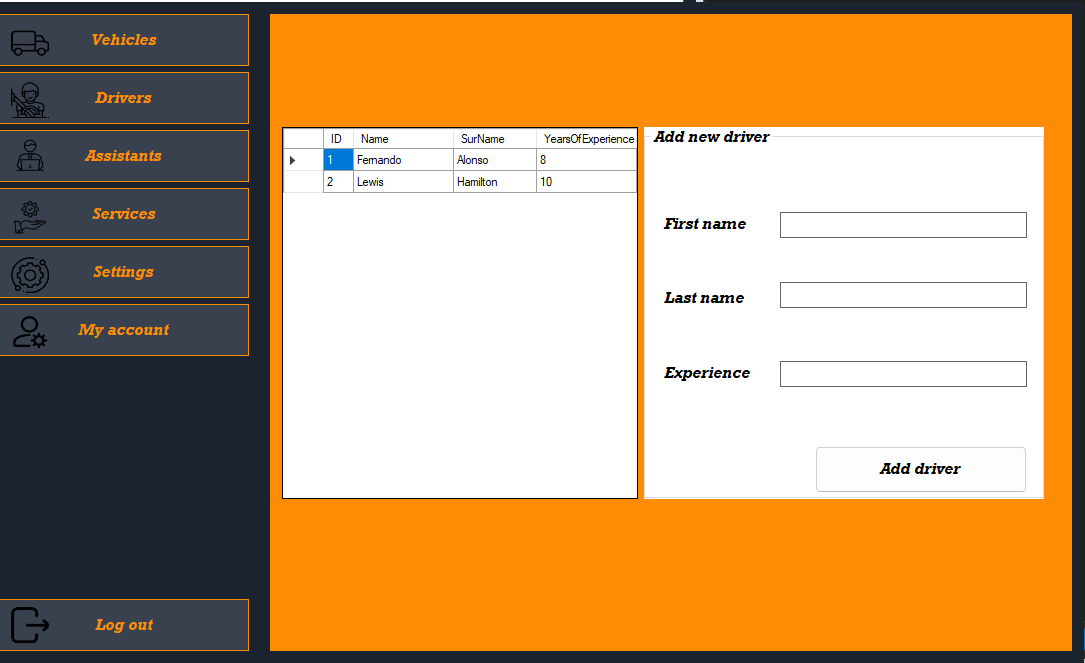 Vehicles
Drivers
Assistants
Services
Settings
My account
Log out
ID Name SurName YearsOfExperience
1 Fernando Alonso 8
2 Lewis Hamilton 10
Add new driver
First name
Last name
Experience
Add driver